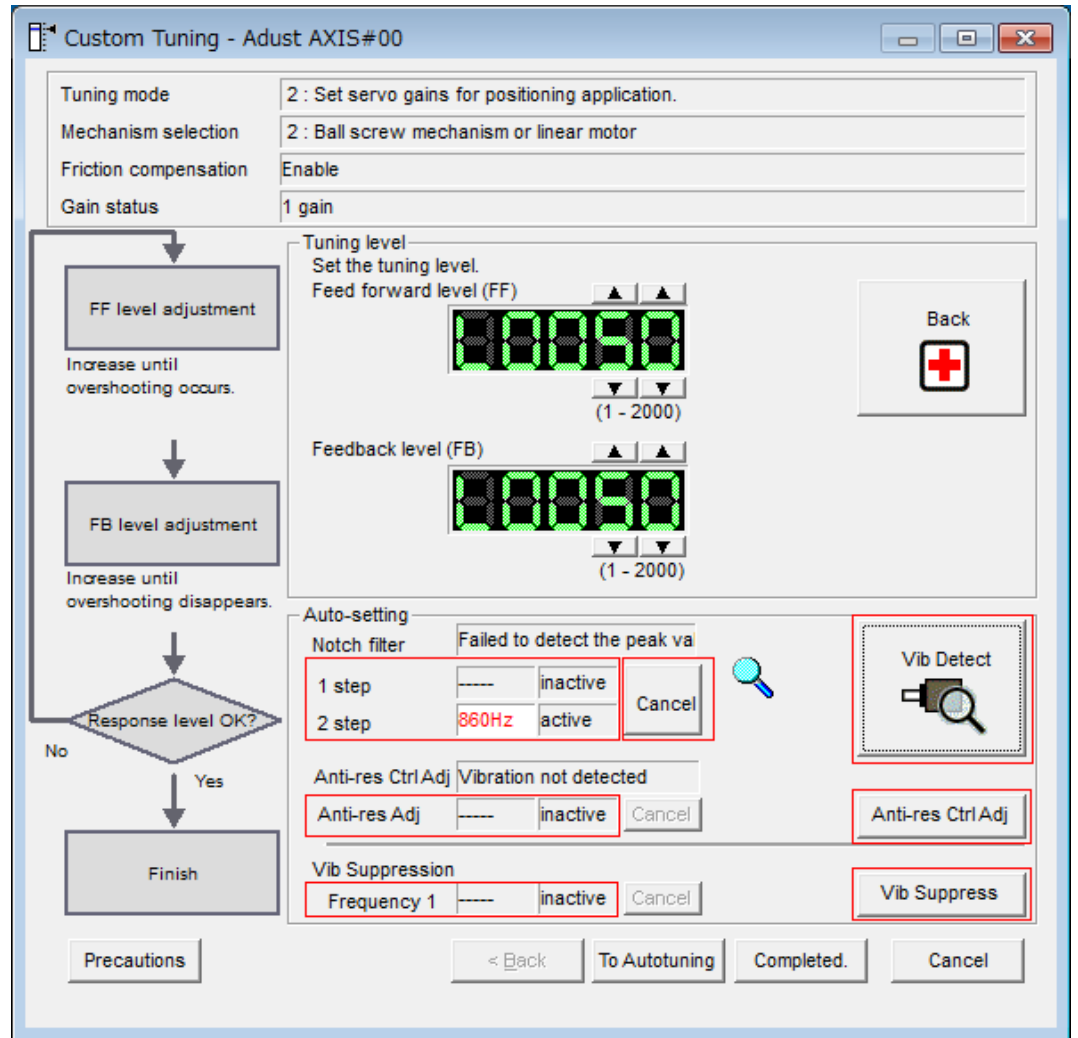 Custom Tuning - Adust AXIS#00
Tuning mode 2 : Set servo gains for positioning application.
Mechanism selection 2 : Ball screw mechanism or linear motor
Friction compensation Enable
Gain status 1 gain
FF level adjustment
Increase until
overshooting occurs.
FB level adjustment
Increase until
overshooting disappears.
Response level OK?
No
Yes
Finish
Tuning level
Set the tuning level.
Feed forward level (FF)
L0050
(1 - 2000)
Feedback level (FB)
L0050
(1 - 2000)
Back
Auto-setting
Notch filter Failed to detect the peak va
1 step ----- inactive
2 step 860Hz active
Cancel
Vib Detect
Anti-res Ctrl Adj Vibration not detected
Anti-res Adj ----- inactive Cancel
Anti-res Ctrl Adj
Vib Suppression
Frequency 1 ----- inactive Cancel
Vib Suppress
Precautions
< Back
To Autotuning
Completed.
Cancel